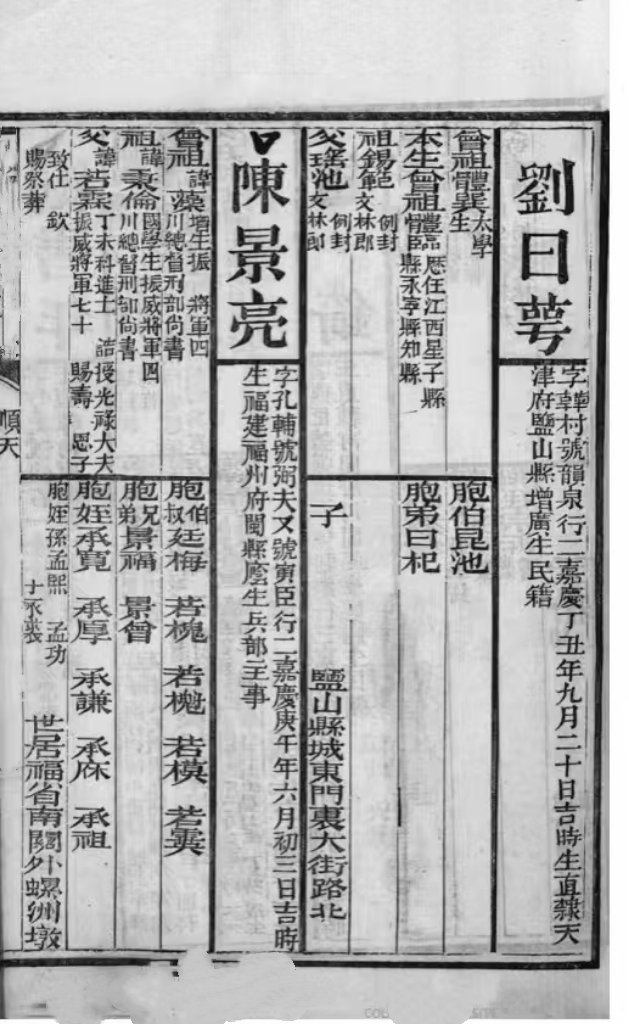 劉曰萼
字韡村號韻泉行二嘉慶丁丑年九月二十日吉時生直隸天
津府鹽山縣增廣生民籍
曾祖體巽太學
生
胞伯昆池
本生曾祖體臨歷任江西星子縣
縣永寧縣知縣
胞弟曰杞
祖錫範例封
文林郎
父瑤池例封
文林郎
子
鹽山縣城東門裏大街路北
陳景亮
字孔輔號弼夫又號寅臣行二嘉慶庚午年六月初三日吉時
生福建福州府閩縣廕生兵部主事
曾祖諱藻增生振將軍四
川總督刑部尚書
胞伯叔廷梅 若槐 若槐 若模 若霙
祖諱秉倫國學生振威將軍四
川總督刑部尚書
胞兄弟景福 景曾
父諱若霖丁未科進士 誥授光祿大夫
振威將軍七十 賜壽 恩予
胞姪承寬 承厚 承謙 承庥 承祖
致仕 欽
賜祭葬
胞姪孫孟熙 孟功
世居福省南關外螺洲墩
順天